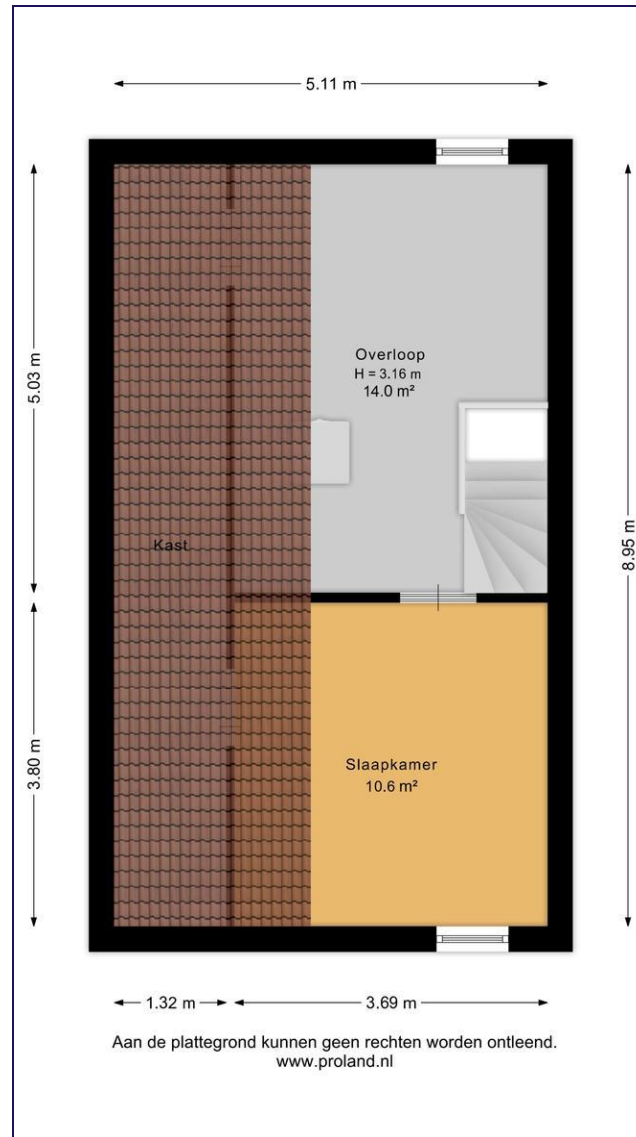 5.11 m
5.03 m
Overloop
H = 3.16 m
14.0 m²
8.95 m
Kast
3.80 m
Slaapkamer
10.6 m²
1.32 m
3.69 m
Aan de plattegrond kunnen geen rechten worden ontleend.
www.proland.nl